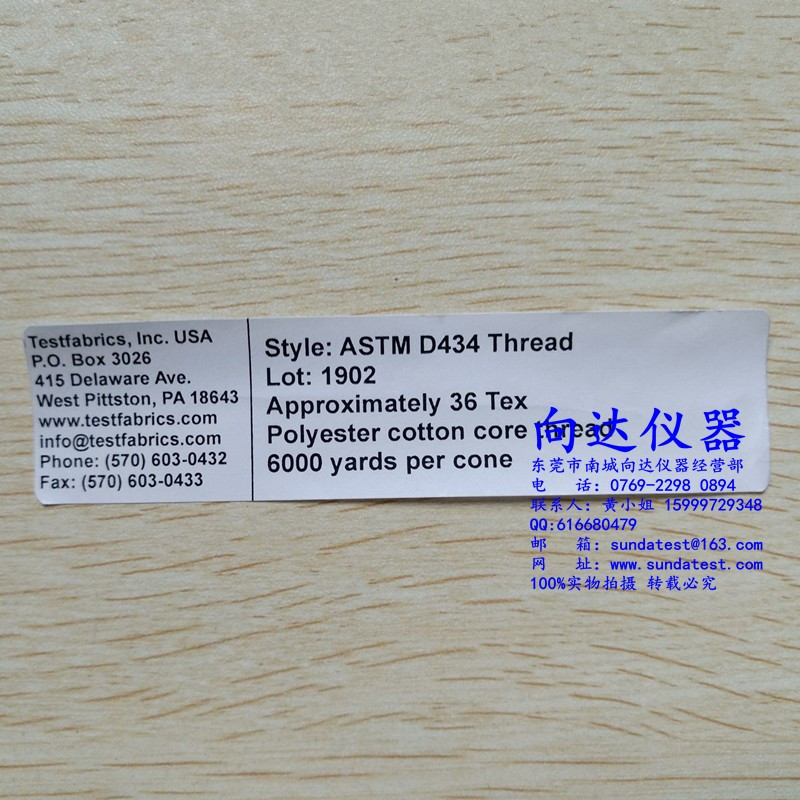 Testfabrics, Inc. USA
P.O. Box 3026
415 Delaware Ave.
West Pittston, PA 18643
www.testfabrics.com
info@testfabrics.com
Phone: (570) 603-0432
Fax: (570) 603-0433
Style: ASTM D434 Thread
Lot: 1902
Approximately 36 Tex
Polyester cotton core thread
6000 yards per cone
向达仪器
东莞市南城向达仪器经营部
电 话: 0769-2298 0894
联系人: 黄小姐 15999729348
QQ:616680479
邮 箱: sundatest@163.com
网 址: www.sundatest.com
100%实物拍摄 转载必究